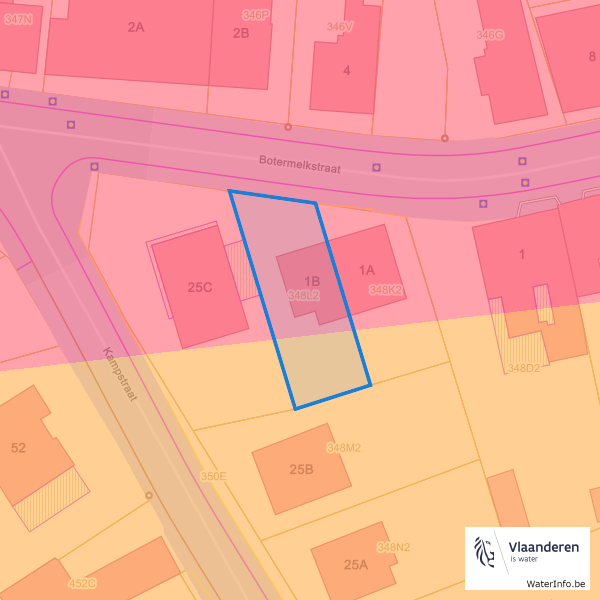 347N
2A
346P
2B
346V
4
346G
8
Botermelkstraat
25C
1B
348L2
1A
348K2
1
348D2
Kampstraat
52
350E
25B
348M2
452C
25A
348N2
Vlaanderen
is water
WaterInfo.be